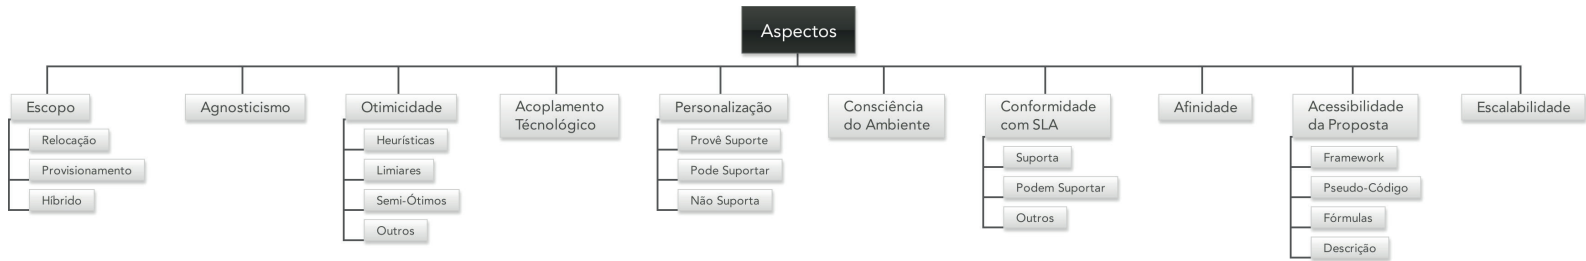 Aspectos
Escopo
Relocação
Provisionamento
Híbrido
Agnosticismo
Otimicidade
Heurísticas
Limiares
Semi-Ótimos
Outros
Acoplamento
Técnológico
Personalização
Provê Suporte
Pode Suportar
Não Suporta
Consciência
do Ambiente
Conformidade
com SLA
Suporta
Podem Suportar
Outros
Afinidade
Acessibilidade
da Proposta
Framework
Pseudo-Código
Fórmulas
Descrição
Escalabilidade